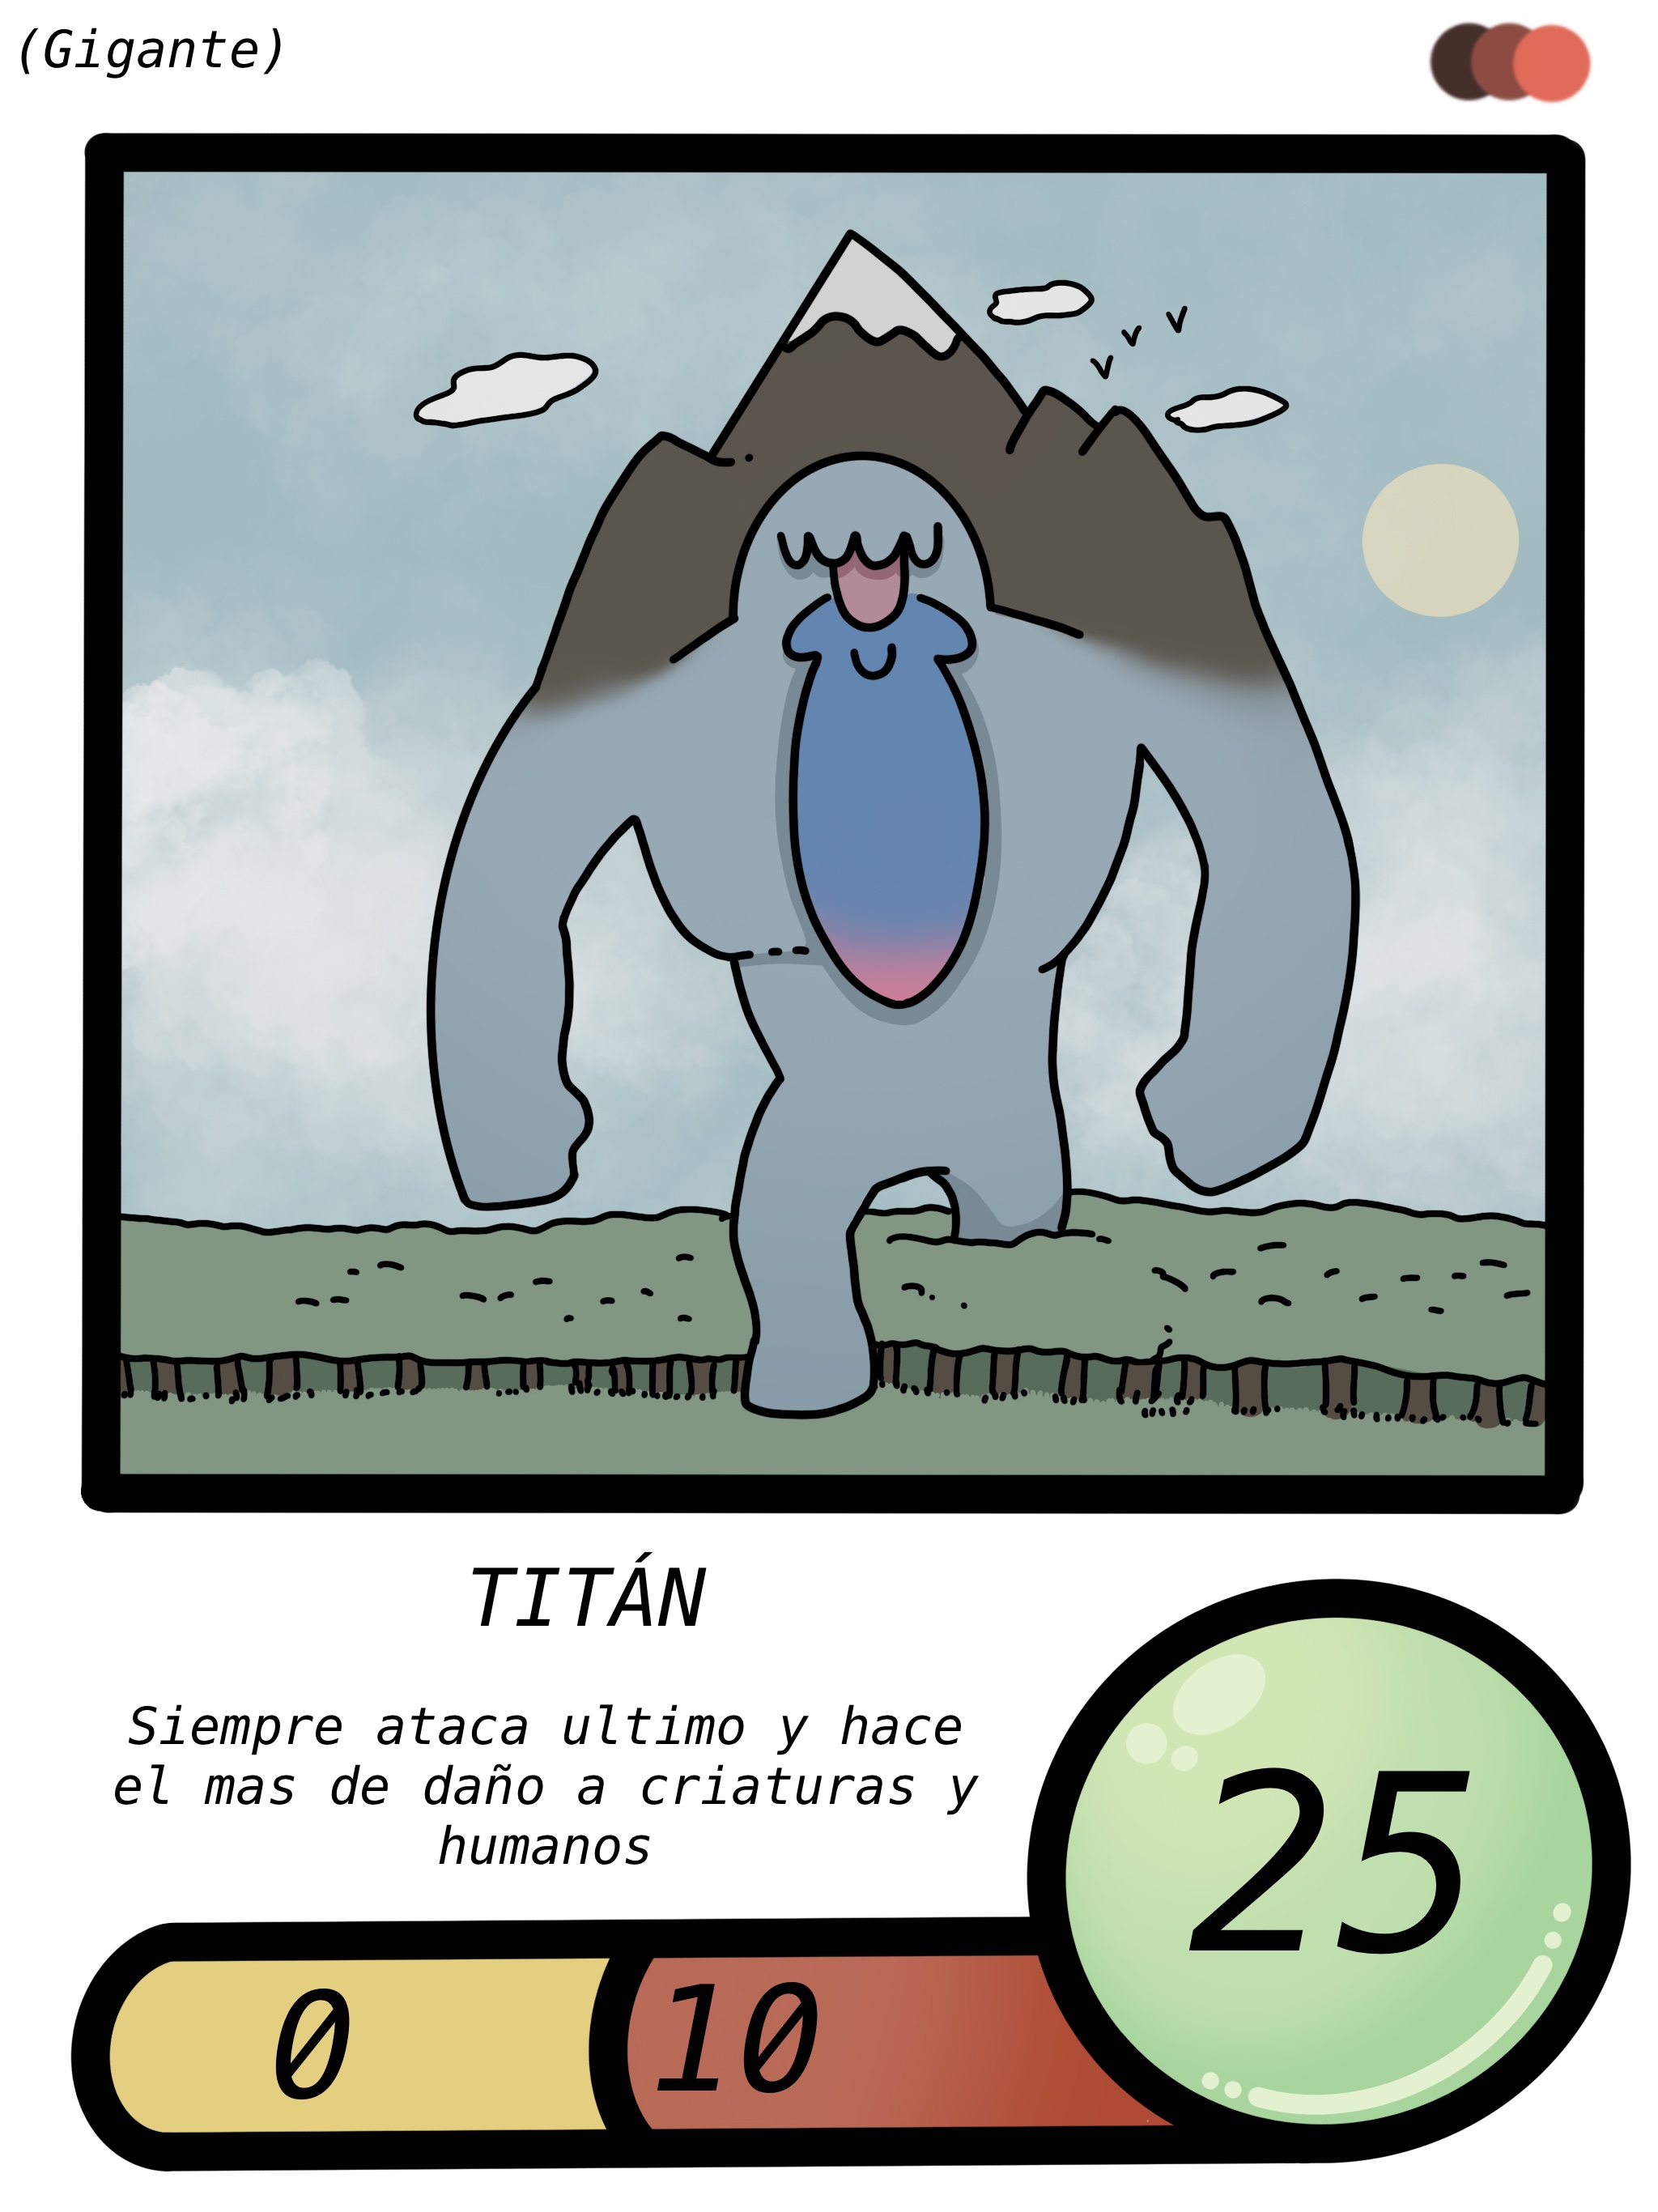 (Gigante)
TITÁN
Siempre ataca ultimo y hace
el mas de daño a criaturas y
humanos
25
0
10